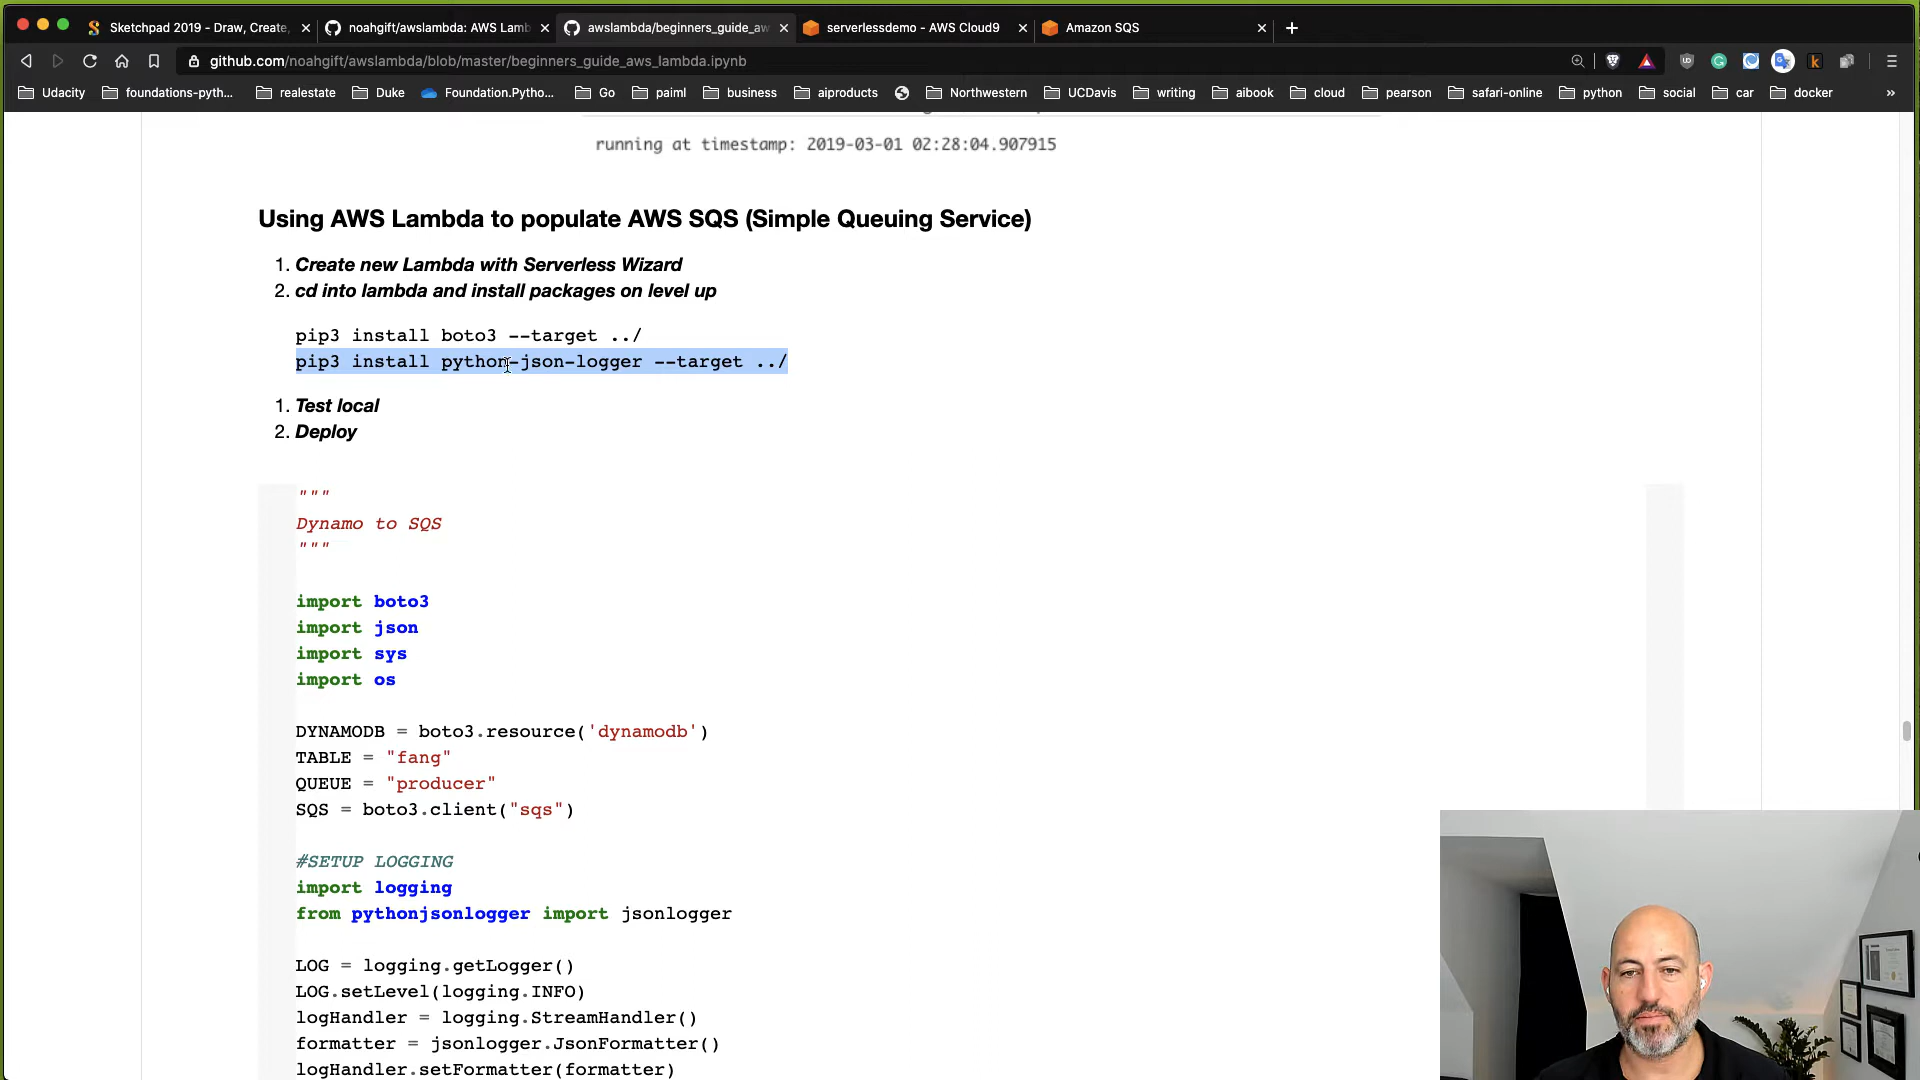 Sketchpad 2019 - Draw, Create,
noahgift/awslambda: AWS Lamb
awslambda/beginners_guide_aw
serverlessdemo - AWS Cloud9
Amazon SQS
github.com/noahgift/awslambda/blob/master/beginners_guide_aws_lambda.ipynb
Udacity foundations-pyth... realestate Duke Foundation.Pytho... Go paiml business aiproducts Northwestern UCDavis writing aibook cloud pearson safari-online python social car docker »
running at timestamp: 2019-03-01 02:28:04.907915
Using AWS Lambda to populate AWS SQS (Simple Queuing Service)
1. Create new Lambda with Serverless Wizard
2. cd into lambda and install packages on level up
pip3 install boto3 --target ../
pip3 install python-json-logger --target ../
1. Test local
2. Deploy
"""
Dynamo to SQS
"""
import boto3
import json
import sys
import os
DYNAMODB = boto3.resource('dynamodb')
TABLE = "fang"
QUEUE = "producer"
SQS = boto3.client("sqs")
#SETUP LOGGING
import logging
from pythonjsonlogger import jsonlogger
LOG = logging.getLogger()
LOG.setLevel(logging.INFO)
logHandler = logging.StreamHandler()
formatter = jsonlogger.JsonFormatter()
logHandler.setFormatter(formatter)